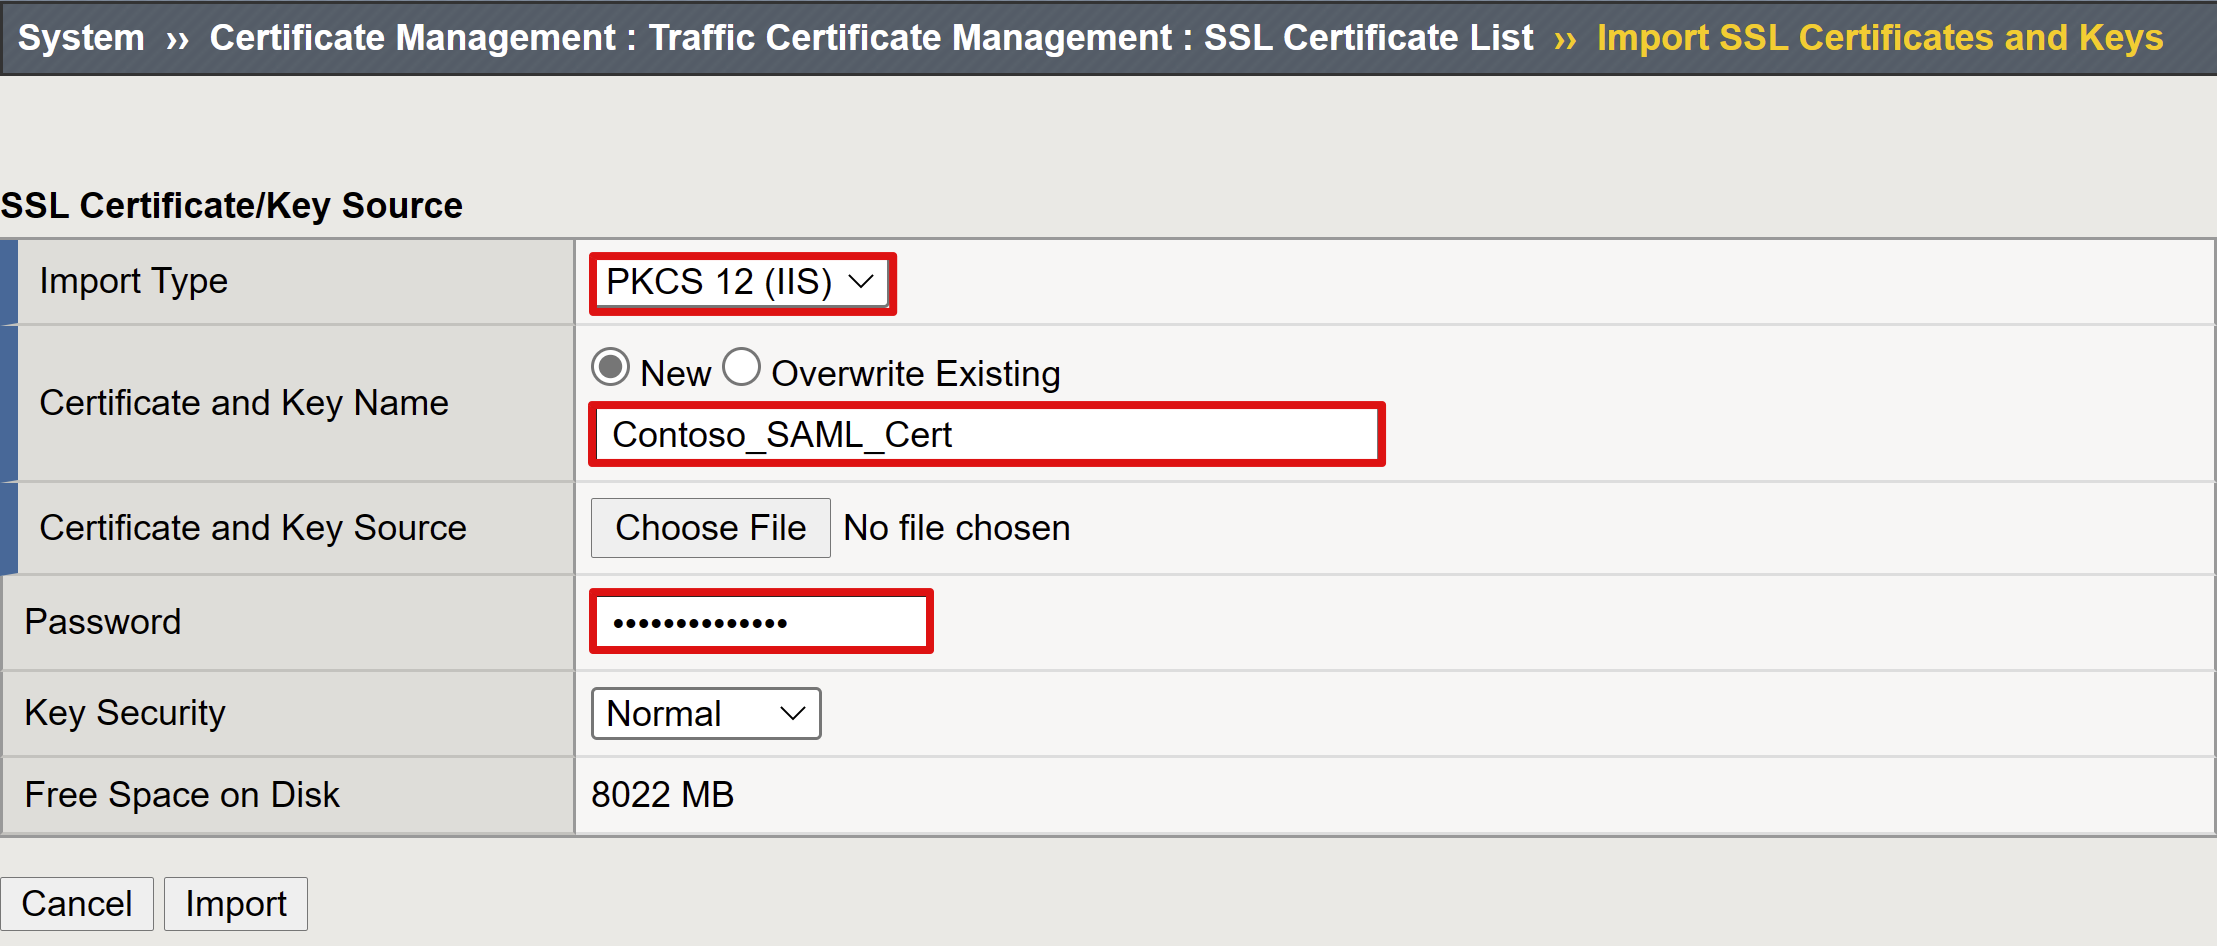 System ›› Certificate Management : Traffic Certificate Management : SSL Certificate List ›› Import SSL Certificates and Keys
SSL Certificate/Key Source
Import Type PKCS 12 (IIS)
New Overwrite Existing
Certificate and Key Name
Contoso_SAML_Cert
Certificate and Key Source Choose File No file chosen
Password ••••••••••••••
Key Security Normal
Free Space on Disk 8022 MB
Cancel Import